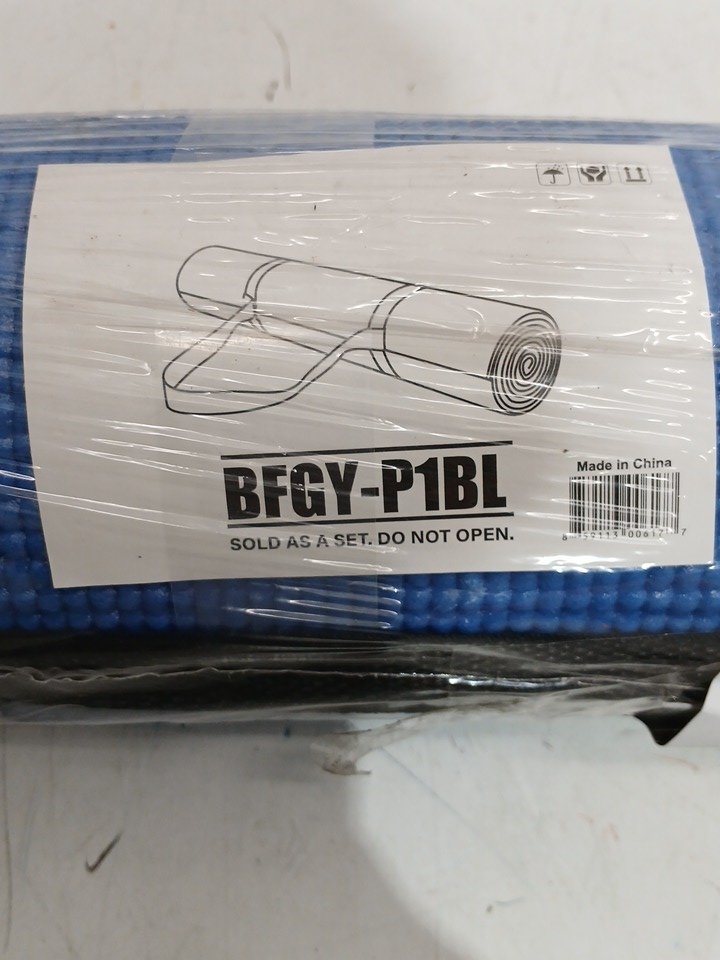 BFGY-P1BL
SOLD AS A SET. DO NOT OPEN.
Made in China